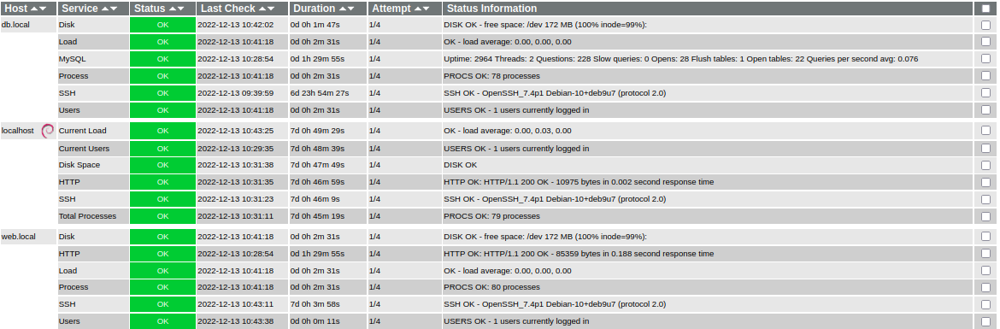 Host Service Status Last Check Duration Attempt Status Information
db.local Disk OK 2022-12-13 10:42:02 0d 0h 1m 47s 1/4 DISK OK - free space: /dev 172 MB (100% inode=99%):
Load OK 2022-12-13 10:41:18 0d 0h 2m 31s 1/4 OK - load average: 0.00, 0.00, 0.00
MySQL OK 2022-12-13 10:28:54 0d 1h 29m 55s 1/4 Uptime: 2964 Threads: 2 Questions: 228 Slow queries: 0 Opens: 28 Flush tables: 1 Open tables: 22 Queries per second avg: 0.076
Process OK 2022-12-13 10:41:18 0d 0h 2m 31s 1/4 PROCS OK: 78 processes
SSH OK 2022-12-13 09:39:59 6d 23h 54m 27s 1/4 SSH OK - OpenSSH_7.4p1 Debian-10+deb9u7 (protocol 2.0)
Users OK 2022-12-13 10:41:18 0d 0h 2m 31s 1/4 USERS OK - 1 users currently logged in
localhost Current Load OK 2022-12-13 10:43:25 7d 0h 49m 29s 1/4 OK - load average: 0.00, 0.03, 0.00
Current Users OK 2022-12-13 10:29:35 7d 0h 48m 39s 1/4 USERS OK - 1 users currently logged in
Disk Space OK 2022-12-13 10:31:38 7d 0h 47m 49s 1/4 DISK OK
HTTP OK 2022-12-13 10:31:35 7d 0h 46m 59s 1/4 HTTP OK: HTTP/1.1 200 OK - 10975 bytes in 0.002 second response time
SSH OK 2022-12-13 10:31:23 7d 0h 46m 9s 1/4 SSH OK - OpenSSH_7.4p1 Debian-10+deb9u7 (protocol 2.0)
Total Processes OK 2022-12-13 10:31:11 7d 0h 45m 19s 1/4 PROCS OK: 79 processes
web.local Disk OK 2022-12-13 10:41:18 0d 0h 2m 31s 1/4 DISK OK - free space: /dev 172 MB (100% inode=99%):
HTTP OK 2022-12-13 10:28:54 0d 1h 29m 55s 1/4 HTTP OK: HTTP/1.1 200 OK - 85359 bytes in 0.188 second response time
Load OK 2022-12-13 10:41:18 0d 0h 2m 31s 1/4 OK - load average: 0.00, 0.00, 0.00
Process OK 2022-12-13 10:41:18 0d 0h 2m 31s 1/4 PROCS OK: 80 processes
SSH OK 2022-12-13 10:43:11 7d 0h 3m 58s 1/4 SSH OK - OpenSSH_7.4p1 Debian-10+deb9u7 (protocol 2.0)
Users OK 2022-12-13 10:43:38 0d 0h 0m 11s 1/4 USERS OK - 1 users currently logged in